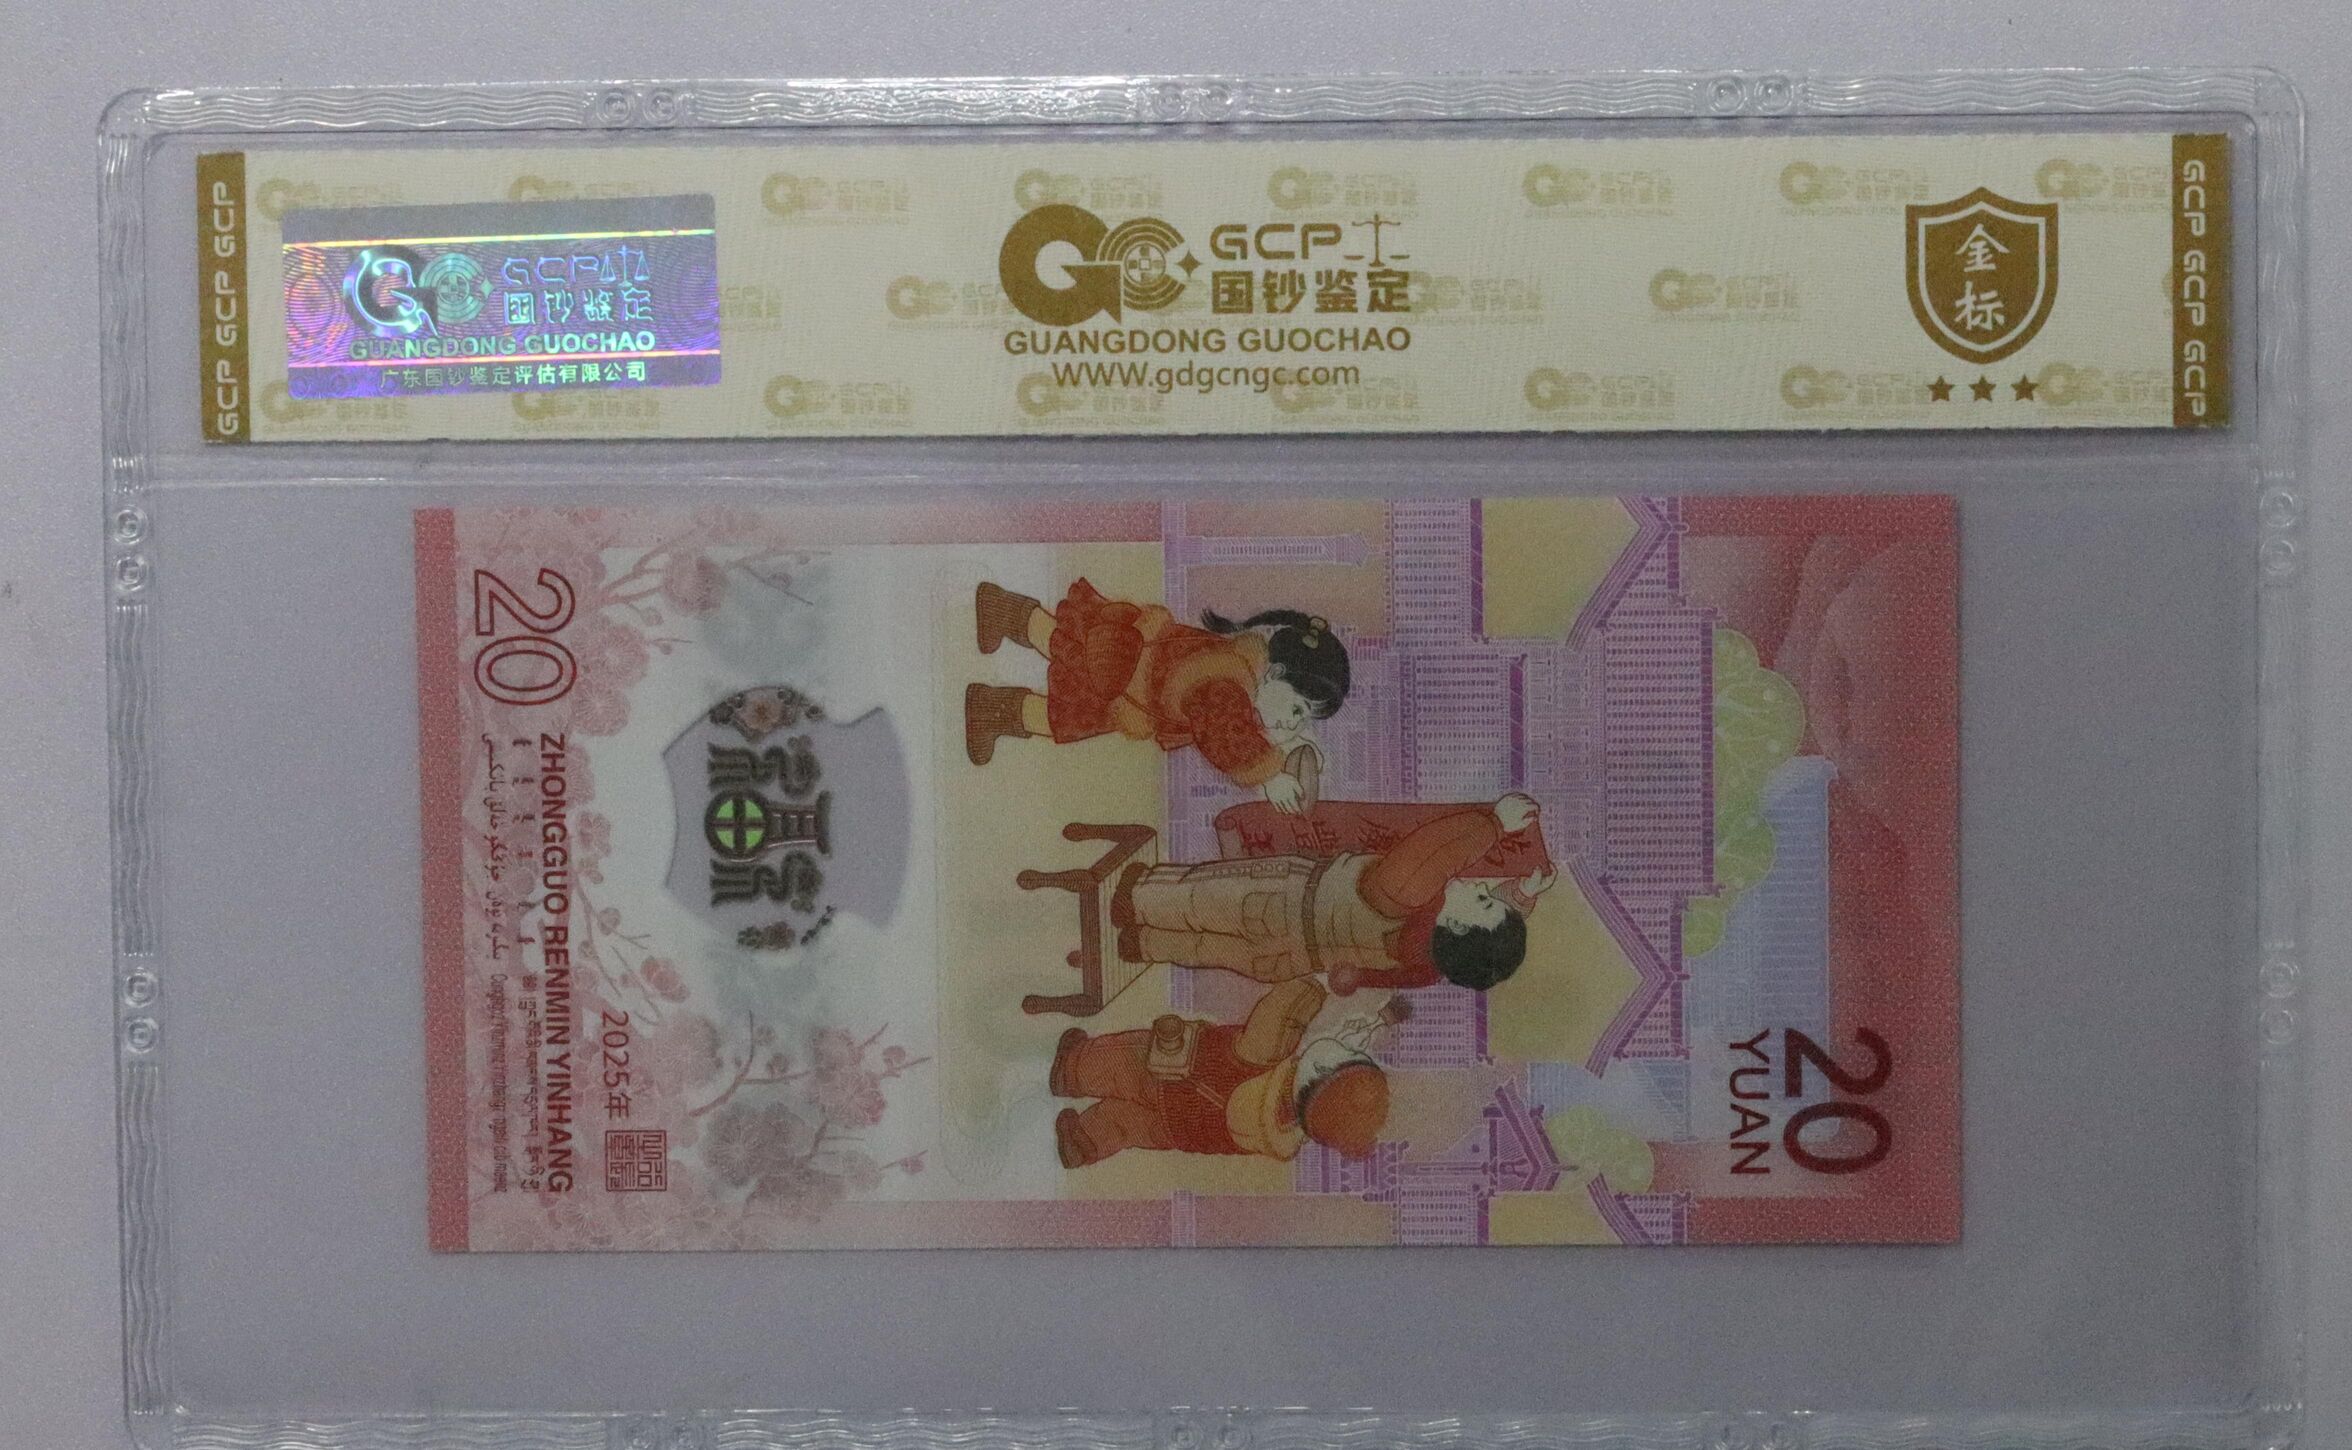 GCP GCP GCP
GCP
国钞鉴定
GUANGDONG GUOCHAO
广东国钞鉴定评估有限公司
GCP
国钞鉴定
GUANGDONG GUOCHAO
www.gdgcngc.com
金标
GCP GCP GCP
20
ZHONGGUO RENMIN YINHANG
2025年
20
YUAN